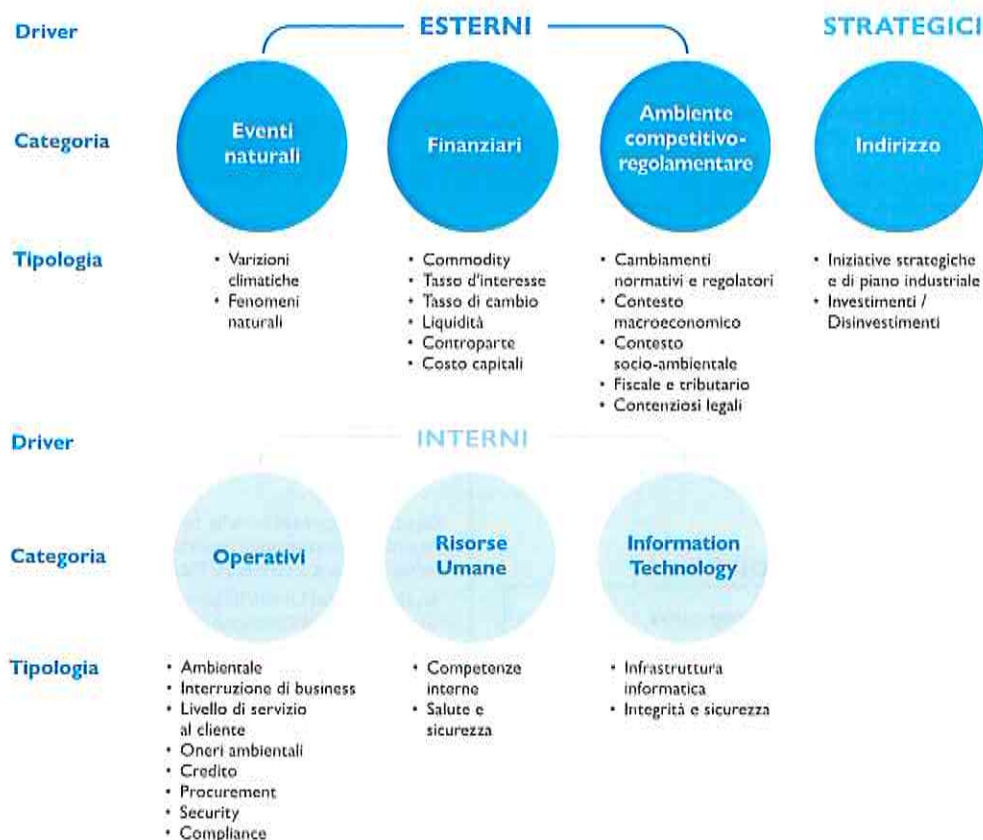 Driver
ESTERNI
STRATEGICI
Categoria
Eventi
naturali
Finanziari
Ambiente
competitivo-
regolamentare
Indirizzo
Tipologia
• Varizioni
climatiche
• Fenomeni
naturali
• Commodity
• Tasso d'interesse
• Tasso di cambio
• Liquidità
• Controparte
• Costo capitali
• Cambiamenti
normativi e regolatori
• Contesto
macroeconomico
• Contesto
socio-ambientale
• Fiscale e tributario
• Contenziosi legali
• Iniziative strategiche
e di piano industriale
• Investimenti /
Disinvestimenti
Driver
INTERNI
Categoria
Operativi
Risorse
Umane
Information
Technology
Tipologia
• Ambientale
• Interruzione di business
• Livello di servizio
al cliente
• Oneri ambientali
• Credito
• Procurement
• Security
• Compliance
• Competenze
interne
• Salute e
sicurezza
• Infrastruttura
informatica
• Integrità e sicurezza